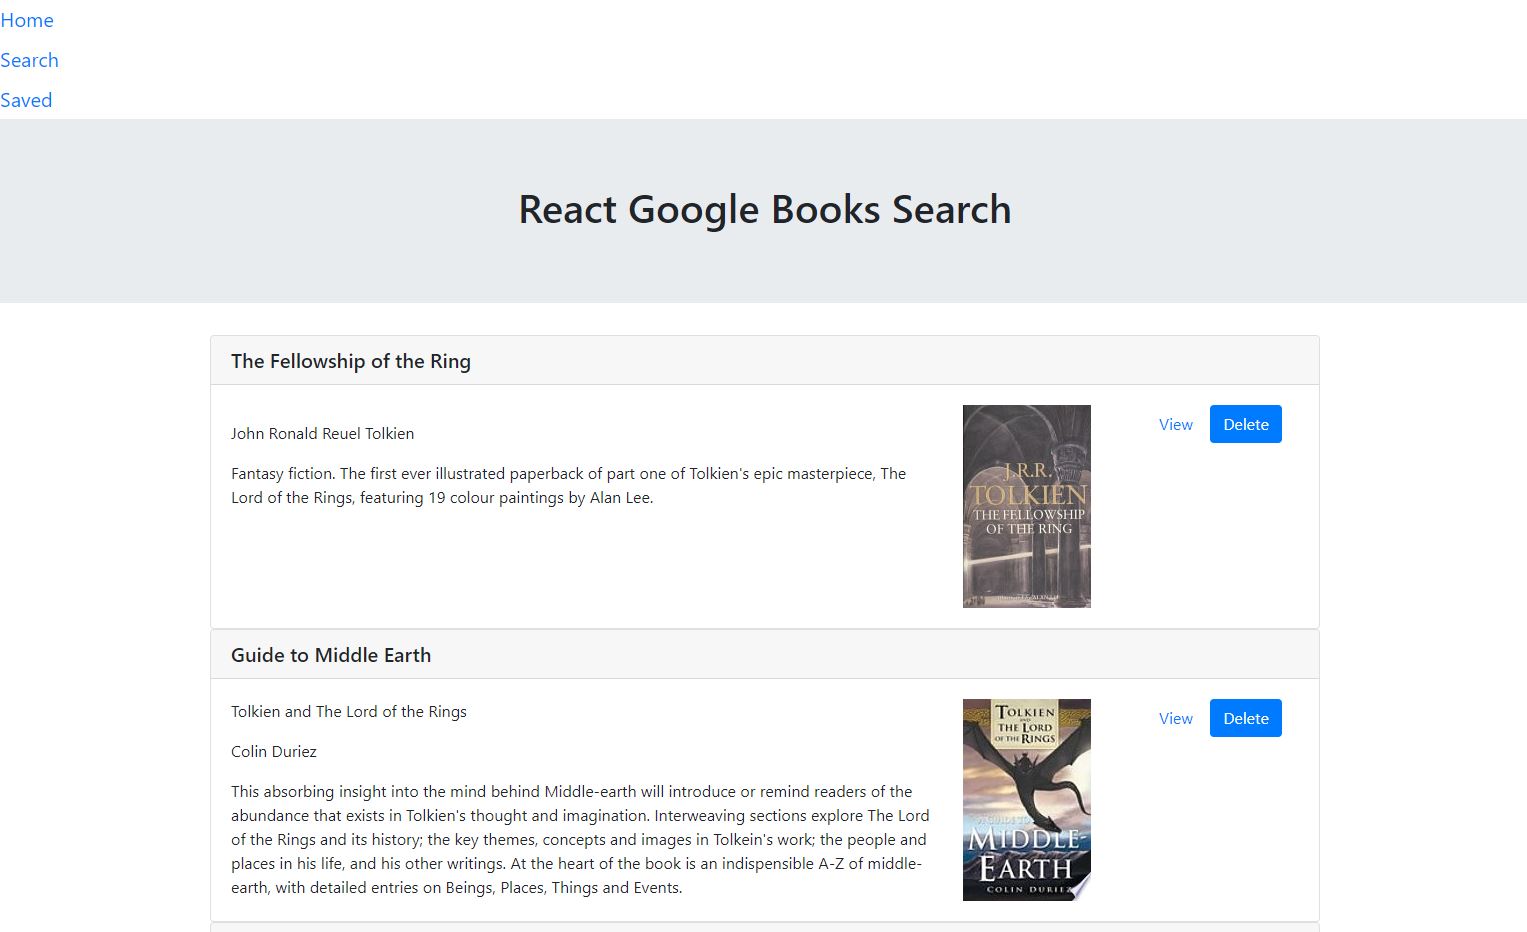 Home
Search
Saved
React Google Books Search
The Fellowship of the Ring
John Ronald Reuel Tolkien
Fantasy fiction. The first ever illustrated paperback of part one of Tolkien's epic masterpiece, The
Lord of the Rings, featuring 19 colour paintings by Alan Lee.
J.R.R.
TOLKIEN
THE FELLOWSHIP
OF THE RING
View
Delete
Guide to Middle Earth
Tolkien and The Lord of the Rings
Colin Duriez
This absorbing insight into the mind behind Middle-earth will introduce or remind readers of the
abundance that exists in Tolkien's thought and imagination. Interweaving sections explore The Lord
of the Rings and its history; the key themes, concepts and images in Tolkein's work; the people and
places in his life, and his other writings. At the heart of the book is an indispensible A-Z of middle-
earth, with detailed entries on Beings, Places, Things and Events.
TOLKIEN
AND
THE LORD
OF THE RINGS
A GUIDE TO
MIDDLE-
EARTH
COLIN DURIEZ
View
Delete